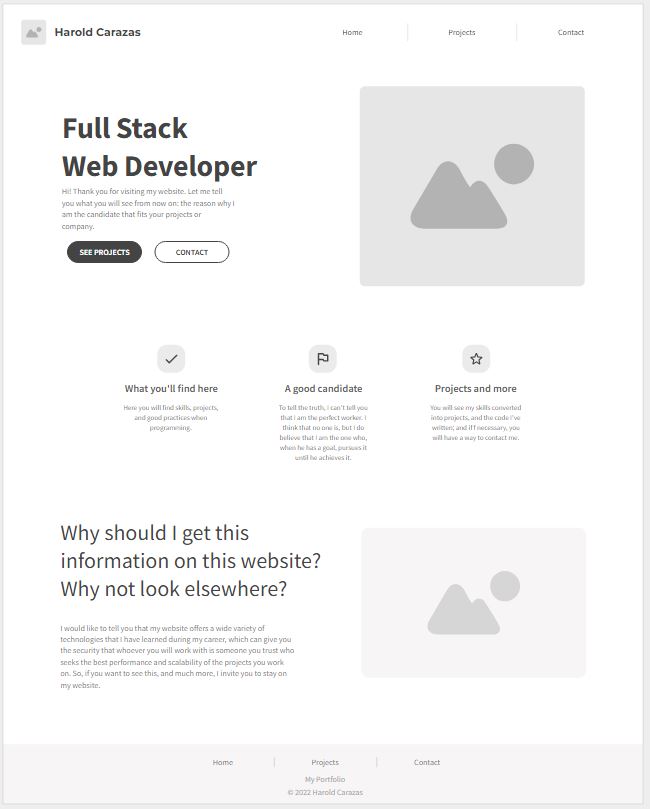 Harold Carazas
Home
Projects
Contact
Full Stack
Web Developer
Hi! Thank you for visiting my website. Let me tell
you what you will see from now on: the reason why I
am the candidate that fits your projects or
company.
SEE PROJECTS
CONTACT
What you'll find here
Here you will find skills, projects,
and good practices when
programming.
A good candidate
To tell the truth, I can't tell you
that I am the perfect worker. I
think that no one is, but I do
believe that I am the one who,
when he has a goal, pursues it
until he achieves it.
Projects and more
You will see my skills converted
into projects, and the code I've
written; and if f necessary, you
will have a way to contact me.
Why should I get this
information on this website?
Why not look elsewhere?
I would like to tell you that my website offers a wide variety of
technologies that I have learned during my career, which can give you
the security that whoever you will work with is someone you trust who
seeks the best performance and scalability of the projects you work
on. So, if you want to see this, and much more, I invite you to stay on
my website.
Home
Projects
Contact
My Portfolio
© 2022 Harold Carazas